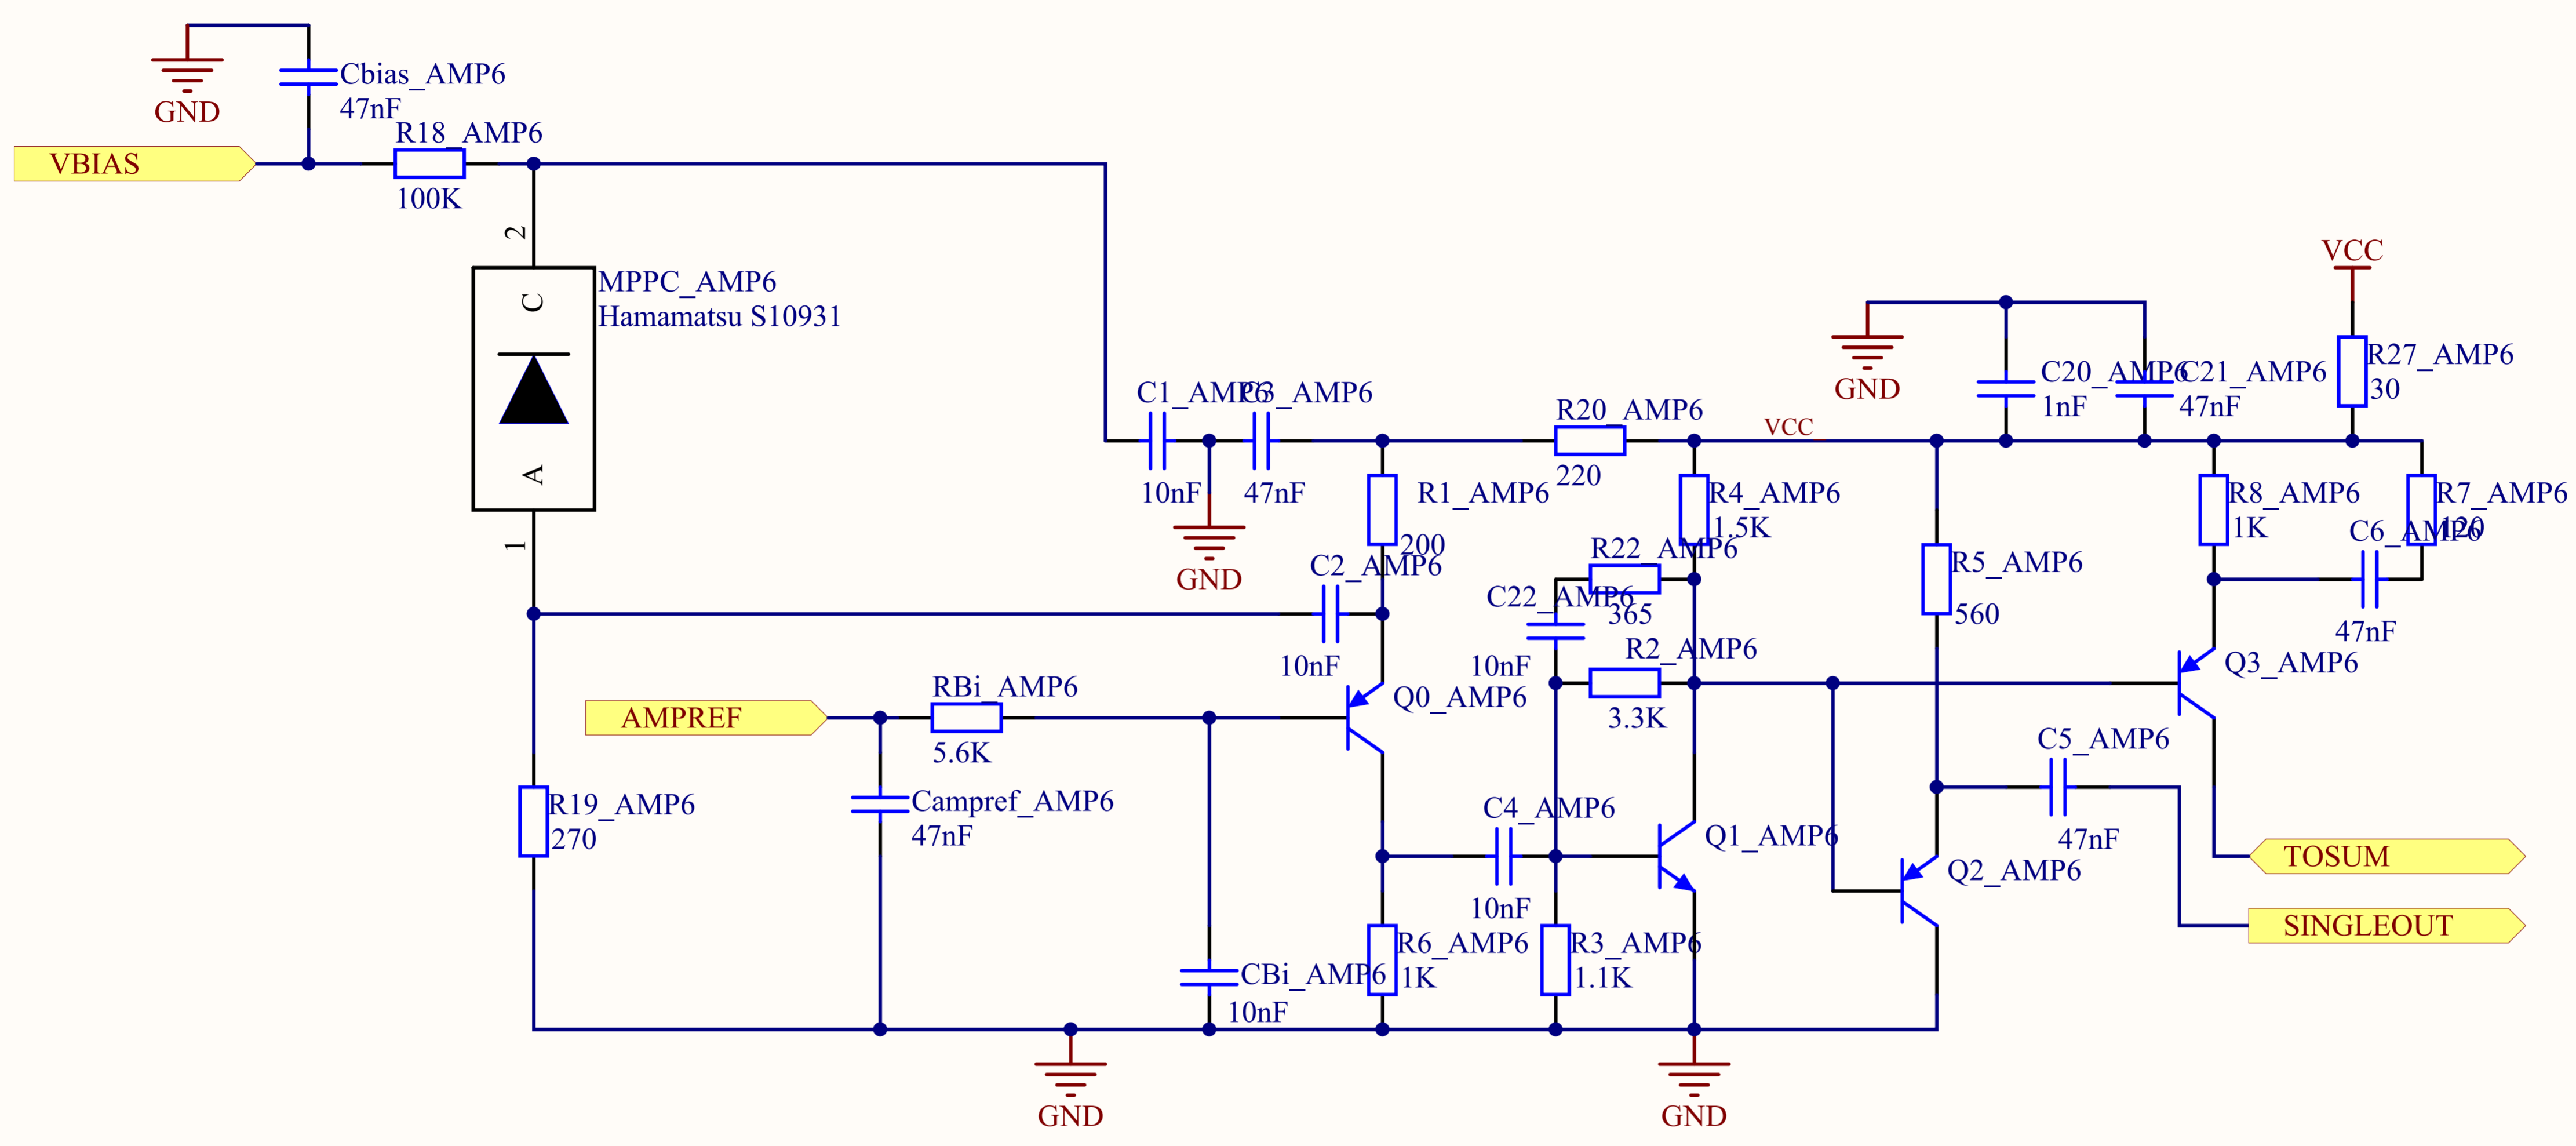 GND
Cbias_AMP6
47nF
R18_AMP6
VBIAS
100K
2
C
MPPC_AMP6
Hamamatsu S10931
A
1
C1_AMP6
C3_AMP6
10nF
47nF
GND
R20_AMP6
220
VCC
GND
C20_AMP6
1nF
C21_AMP6
47nF
VCC
R27_AMP6
30
R1_AMP6
200
R4_AMP6
1.5K
R8_AMP6
1K
R7_AMP6
120
C6_AMP6
47nF
C2_AMP6
10nF
R22_AMP6
365
C22_AMP6
10nF
R2_AMP6
3.3K
R5_AMP6
560
Q3_AMP6
AMPREF
RBi_AMP6
5.6K
Q0_AMP6
R19_AMP6
270
Campref_AMP6
47nF
C4_AMP6
10nF
Q1_AMP6
C5_AMP6
47nF
Q2_AMP6
TOSUM
SINGLEOUT
CBi_AMP6
10nF
R6_AMP6
1K
R3_AMP6
1.1K
GND
GND